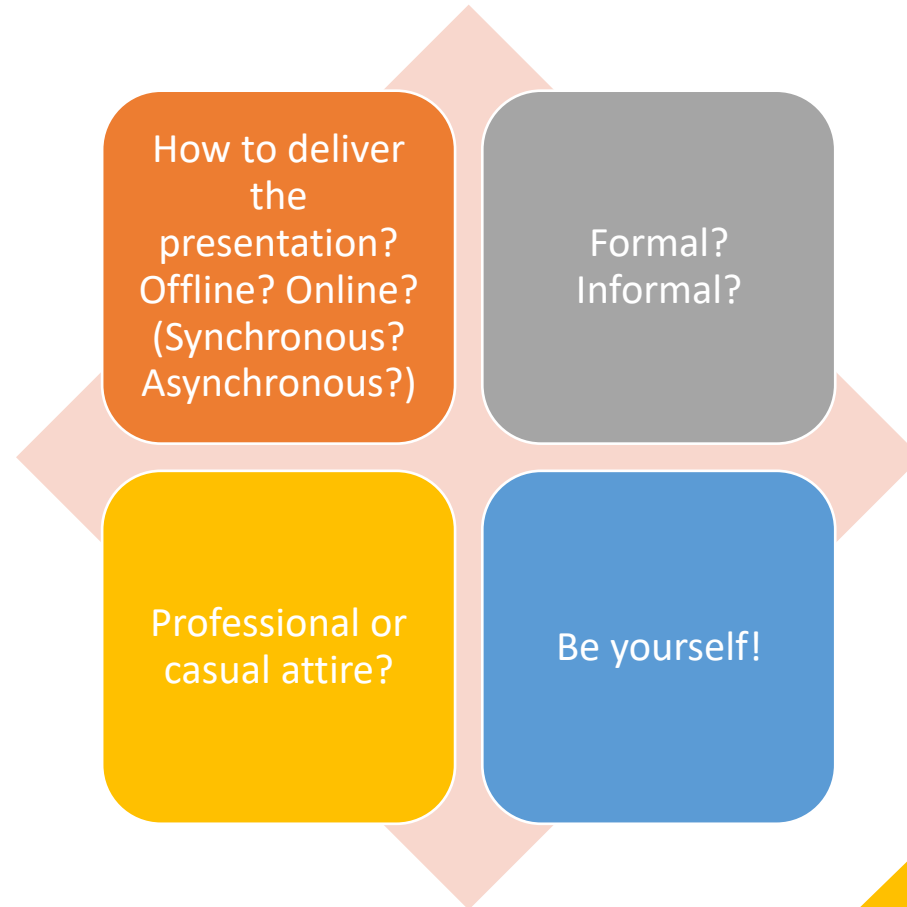 How to deliver
the
presentation?
Offline? Online?
(Synchronous?
Asynchronous?)
Formal?
Informal?
Professional or
casual attire?
Be yourself!